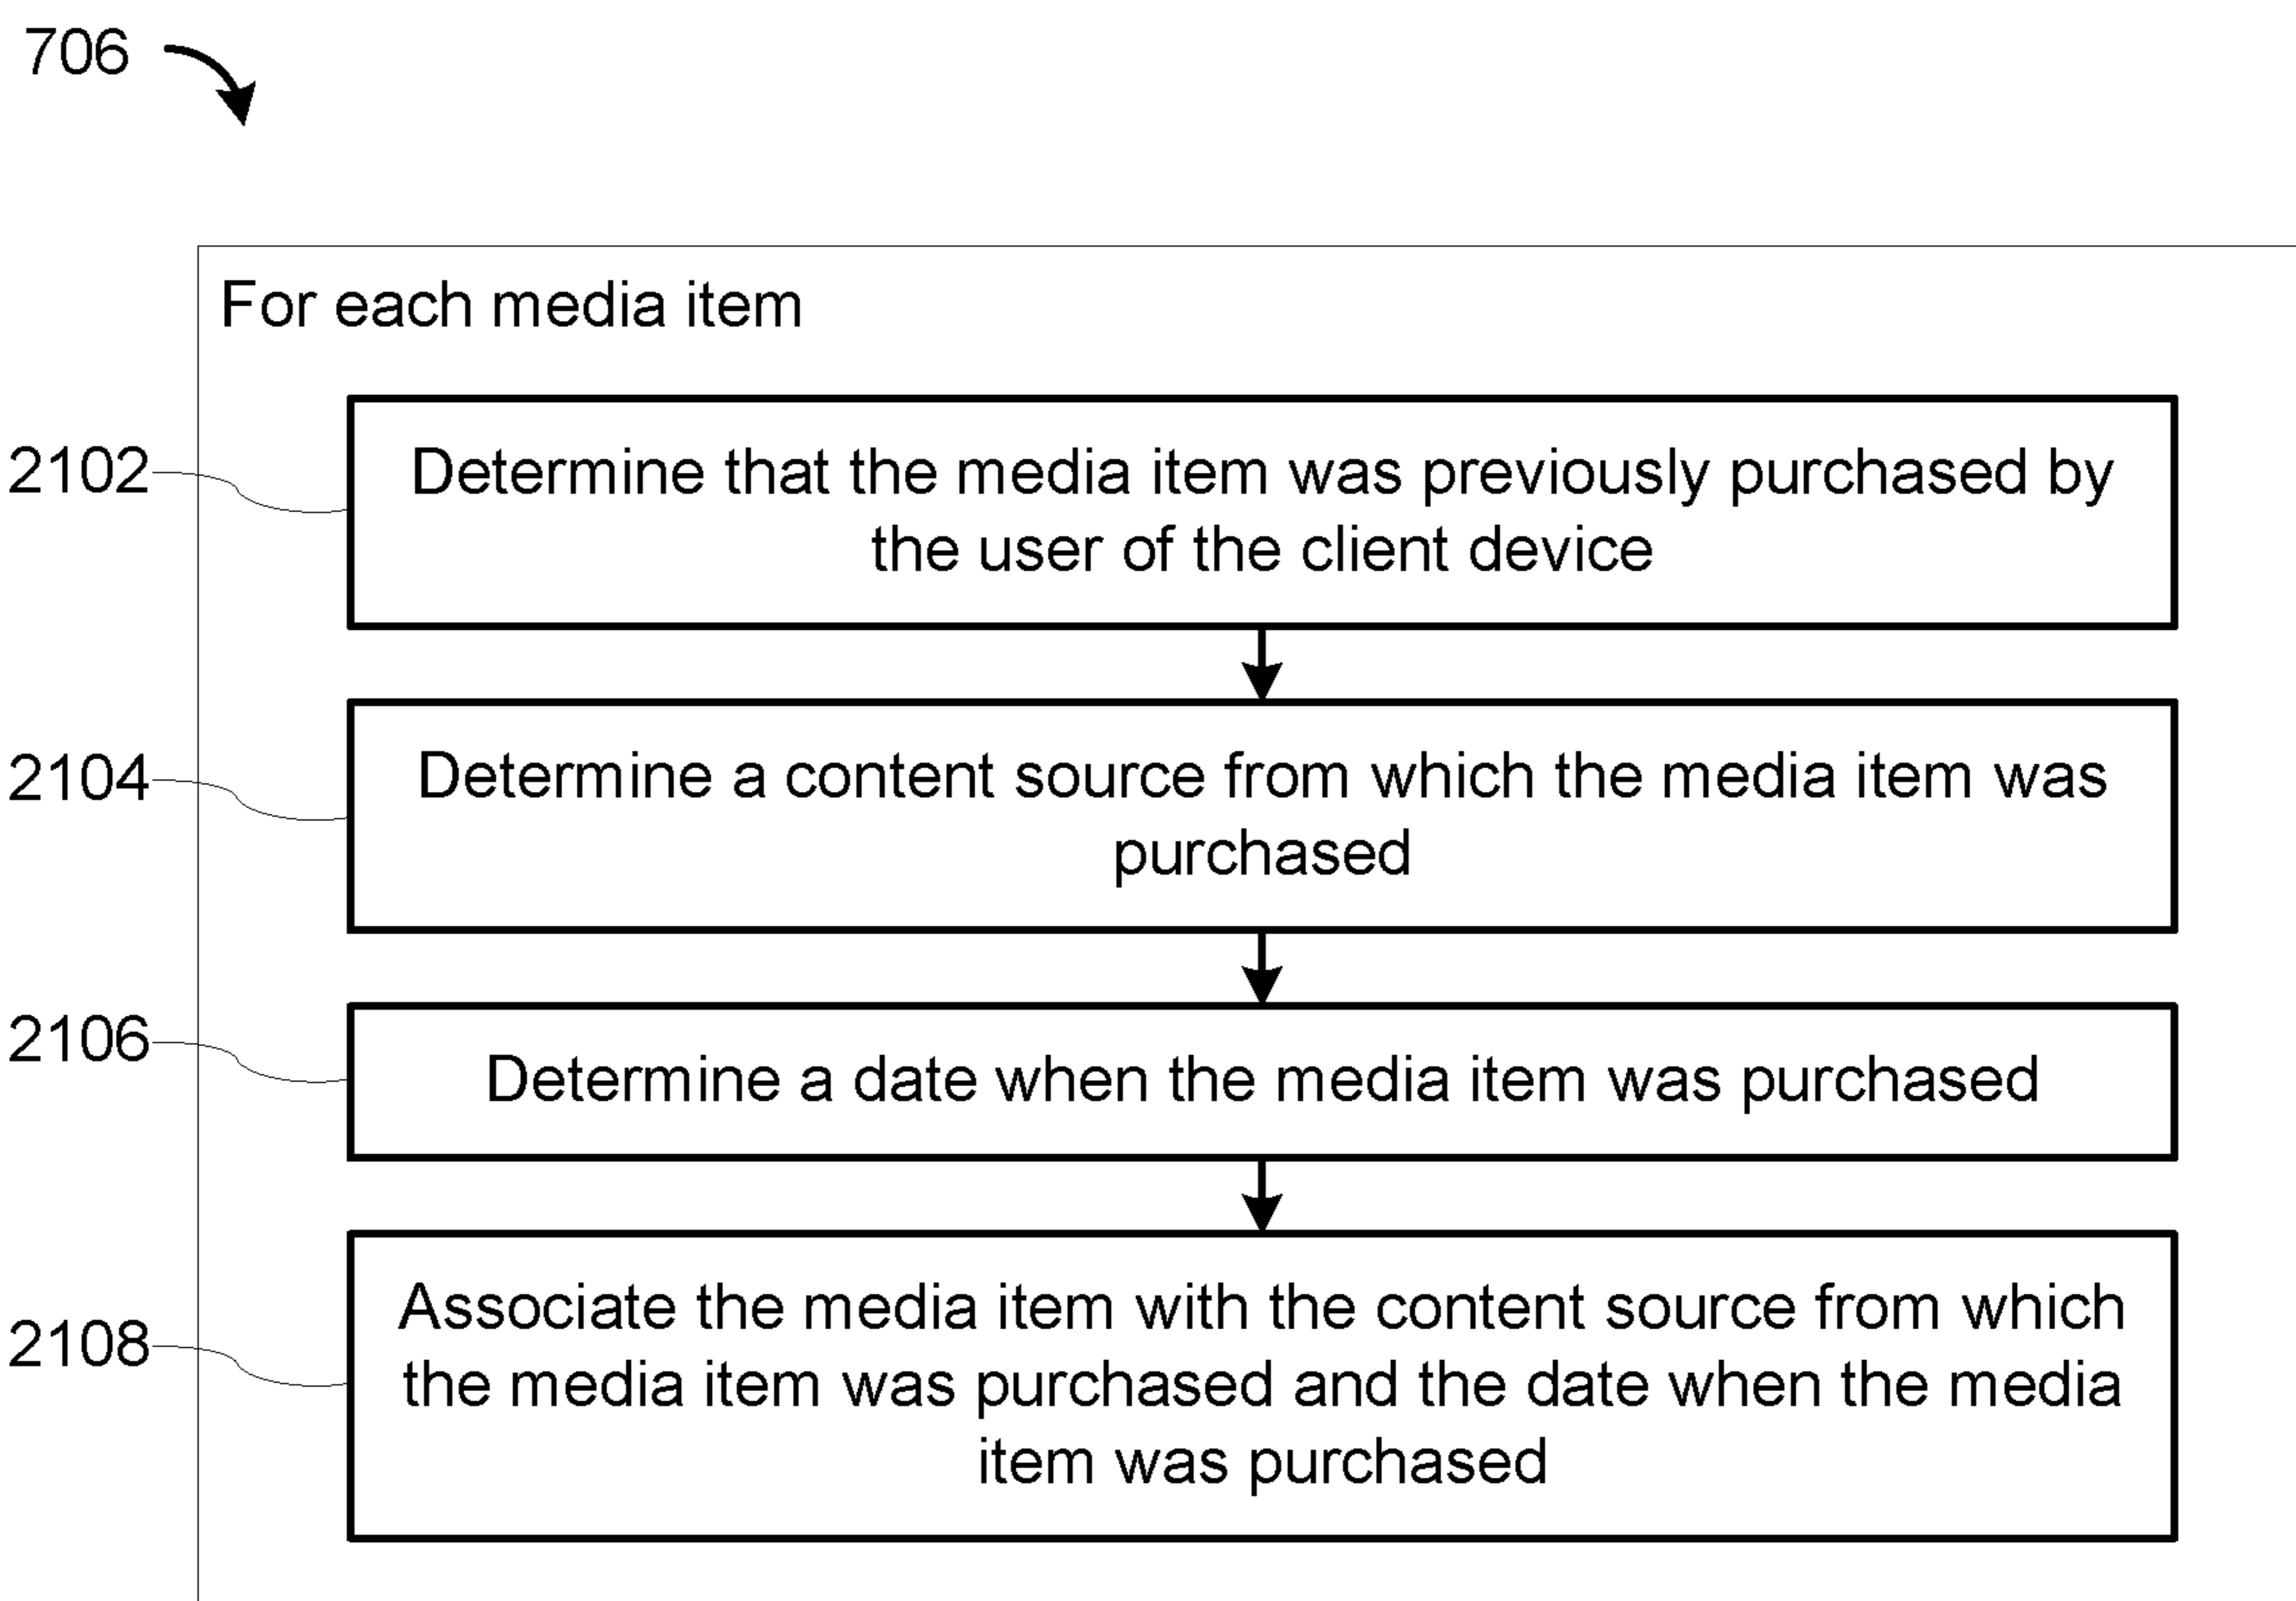 706
For each media item
2102
Determine that the media item was previously purchased by
the user of the client device
2104
Determine a content source from which the media item was
purchased
2106
Determine a date when the media item was purchased
2108
Associate the media item with the content source from which
the media item was purchased and the date when the media
item was purchased